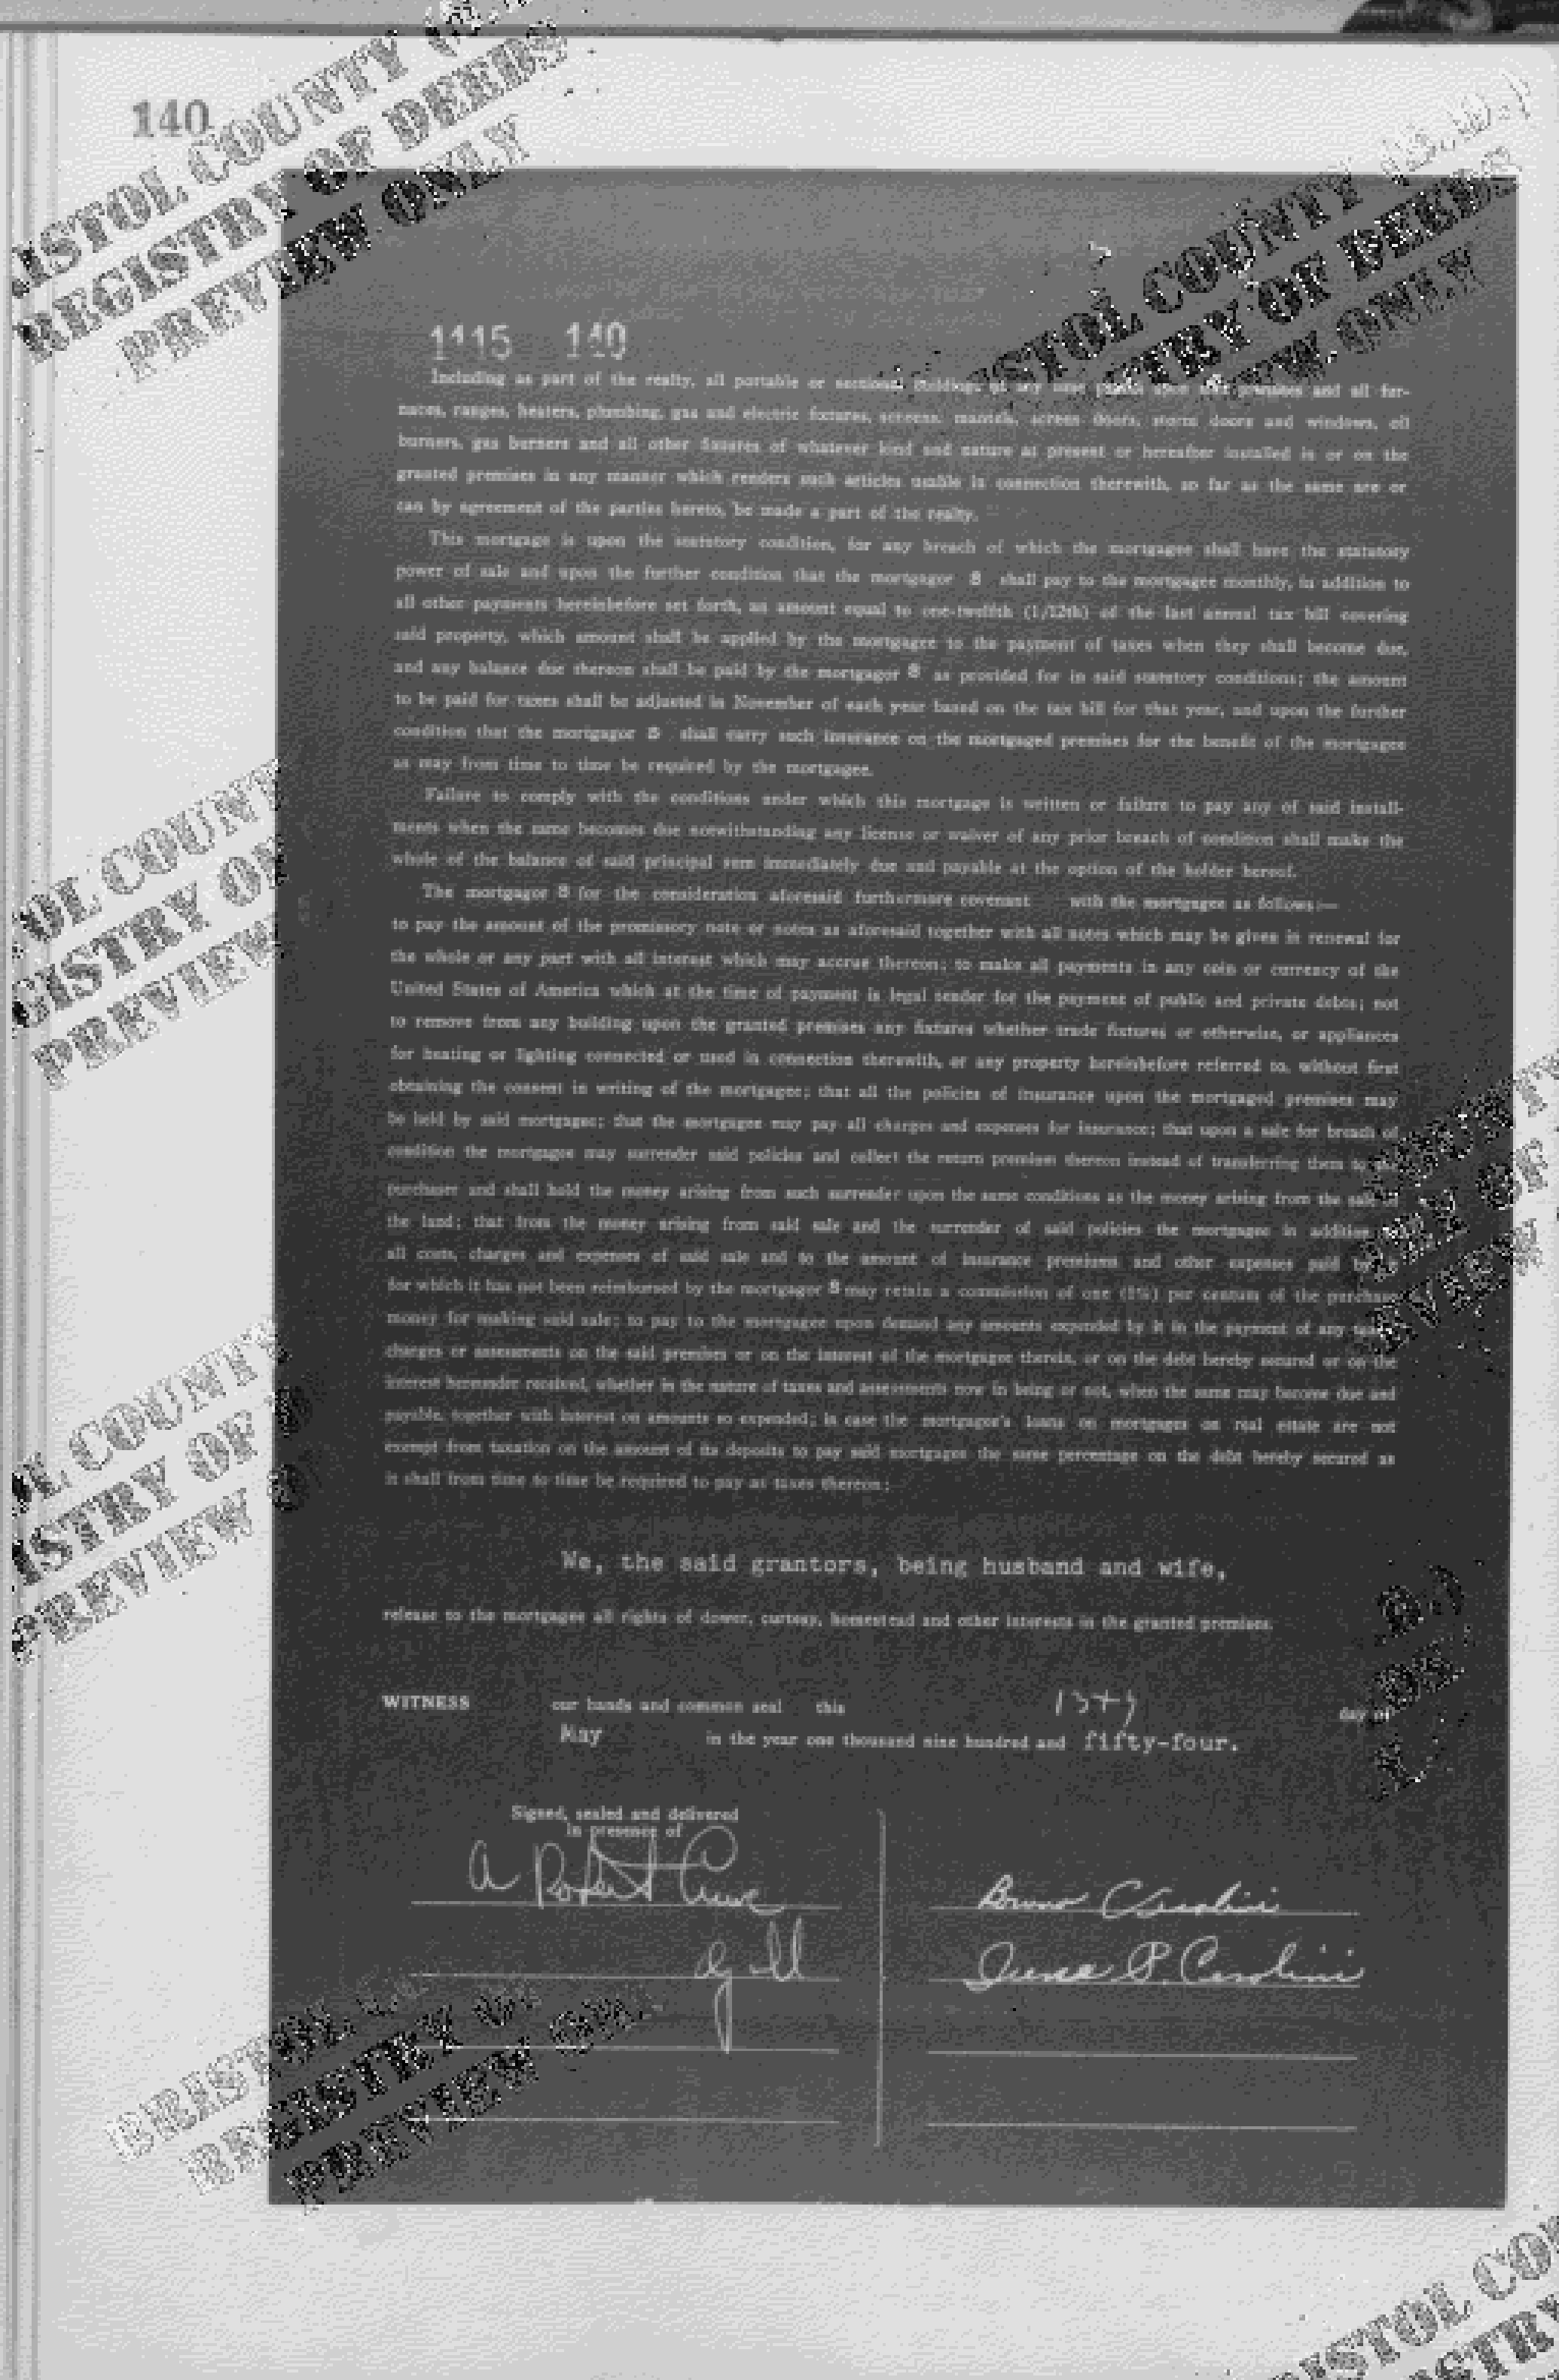 140
BRISTOL COUNTY
REGISTRY OF DEEDS
PREVIEW ONLY
1115 140
Including as part of the realty, all portable or sectional buildings at any time placed upon said premises and all fur-
naces, ranges, heaters, plumbing, gas and electric fixtures, screens, mantels, screen doors, storm doors and windows, oil
burners, gas burners and all other fixtures of whatever kind and nature at present or hereafter installed in or on the
granted premises in any manner which renders such articles usable in connection therewith, so far as the same are or
can by agreement of the parties hereto, be made a part of the realty.
This mortgage is upon the statutory condition, for any breach of which the mortgagee shall have the statutory
power of sale and upon the further condition that the mortgagor s shall pay to the mortgagee monthly, in addition to
all other payments hereinbefore set forth, an amount equal to one-twelfth (1/12th) of the last annual tax bill covering
said property, which amount shall be applied by the mortgagee to the payment of taxes when they shall become due,
and any balance due thereon shall be paid by the mortgagor s as provided for in said statutory conditions; the amount
to be paid for taxes shall be adjusted in November of each year based on the tax bill for that year, and upon the further
condition that the mortgagor s shall carry such insurance on the mortgaged premises for the benefit of the mortgagee
as may from time to time be required by the mortgagee.
Failure to comply with the conditions under which this mortgage is written or failure to pay any of said install-
ments when the same becomes due notwithstanding any license or waiver of any prior breach of condition shall make the
whole of the balance of said principal sum immediately due and payable at the option of the holder hereof.
The mortgagor s for the consideration aforesaid furthermore covenant with the mortgagee as follows:—
to pay the amount of the promissory note or notes as aforesaid together with all notes which may be given in renewal for
the whole or any part with all interest which may accrue thereon; to make all payments in any coin or currency of the
United States of America which at the time of payment is legal tender for the payment of public and private debts; not
to remove from any building upon the granted premises any fixtures whether trade fixtures or otherwise, or appliances
for heating or lighting connected or used in connection therewith, or any property hereinbefore referred to, without first
obtaining the consent in writing of the mortgagee; that all the policies of insurance upon the mortgaged premises may
be held by said mortgagee; that the mortgagee may pay all charges and expenses for insurance; that upon a sale for breach of
condition the mortgagee may surrender said policies and collect the return premium thereon instead of transferring them to the
purchaser and shall hold the money arising from such surrender upon the same conditions as the money arising from the sale of
the land; that from the money arising from said sale and the surrender of said policies the mortgagee in addition
all costs, charges and expenses of said sale and to the amount of insurance premiums and other expenses paid by
for which it has not been reimbursed by the mortgagor s may retain a commission of one (1%) per centum of the purchase
money for making said sale; to pay to the mortgagee upon demand any amounts expended by it in the payment of any taxes,
charges or assessments on the said premises or on the interest of the mortgagee therein, or on the debt hereby secured or on the
interest hereunder received, whether in the nature of taxes and assessments now in being or not, when the same may become due and
payable, together with interest on amounts so expended; in case the mortgagee's loans on mortgages on real estate are not
exempt from taxation on the amount of its deposits to pay said mortgagee the same percentage on the debt hereby secured as
it shall from time to time be required to pay as taxes thereon;
We, the said grantors, being husband and wife,
release to the mortgagee all rights of dower, curtesy, homestead and other interests in the granted premises.
WITNESS our hands and common seal this 13th day of
May in the year one thousand nine hundred and fifty-four.
Signed, sealed and delivered
in presence of
Bruno Carolini
P. Carolini